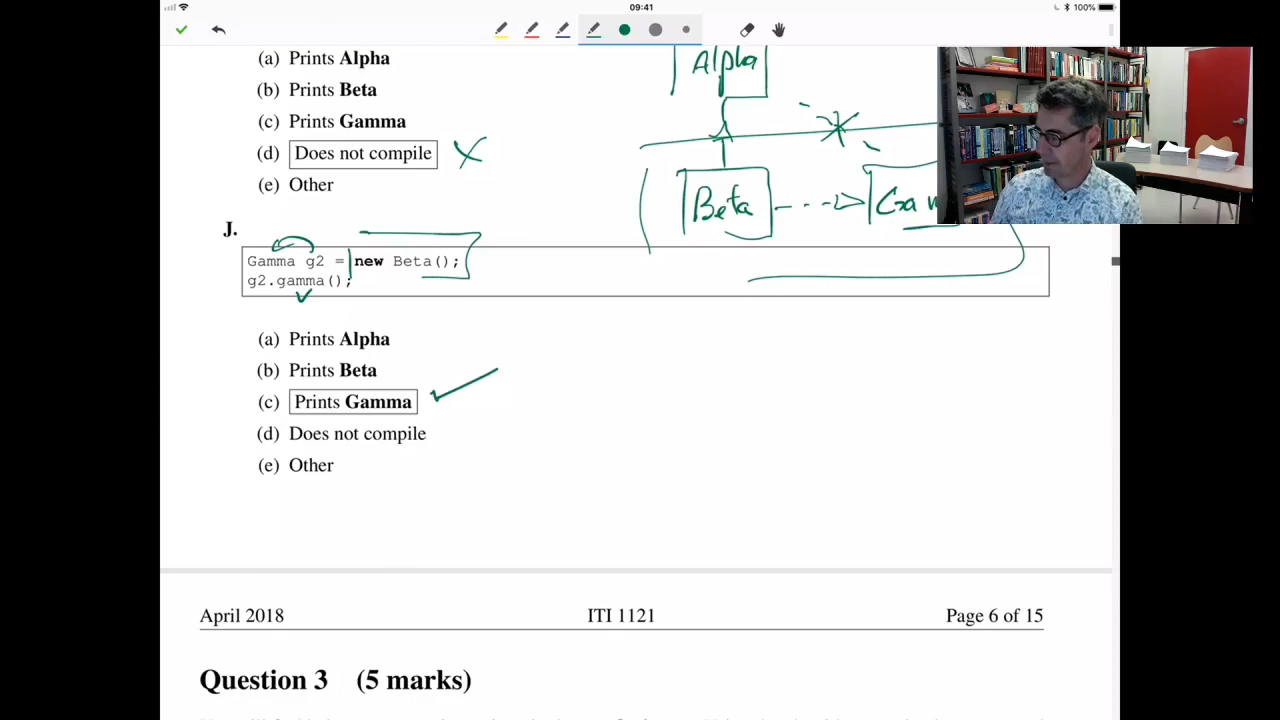 09:41
100%
(a) Prints Alpha
(b) Prints Beta
(c) Prints Gamma
(d) Does not compile
(e) Other
Alpha
Beta
J.
Gamma g2 = new Beta();
g2.gamma();
(a) Prints Alpha
(b) Prints Beta
(c) Prints Gamma
(d) Does not compile
(e) Other
April 2018 ITI 1121 Page 6 of 15
Question 3 (5 marks)